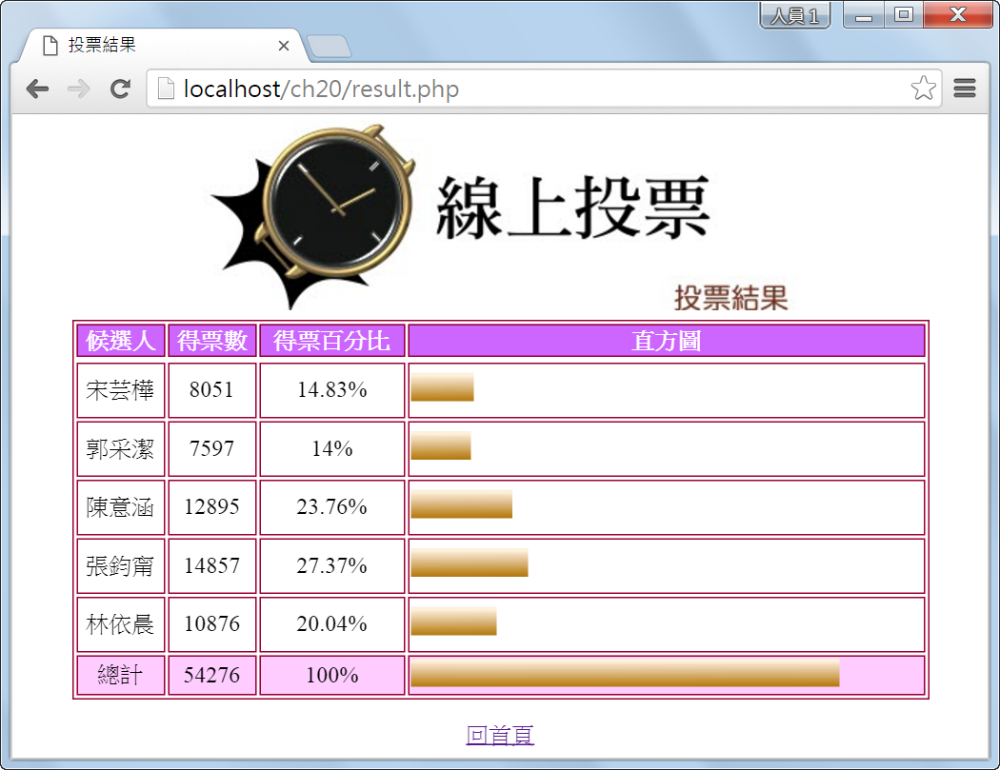 人員1
投票結果
localhost/ch20/result.php
線上投票
投票結果
候選人 得票數 得票百分比 直方圖
宋芸樺 8051 14.83%
郭采潔 7597 14%
陳意涵 12895 23.76%
張鈞甯 14857 27.37%
林依晨 10876 20.04%
總計 54276 100%
回首頁